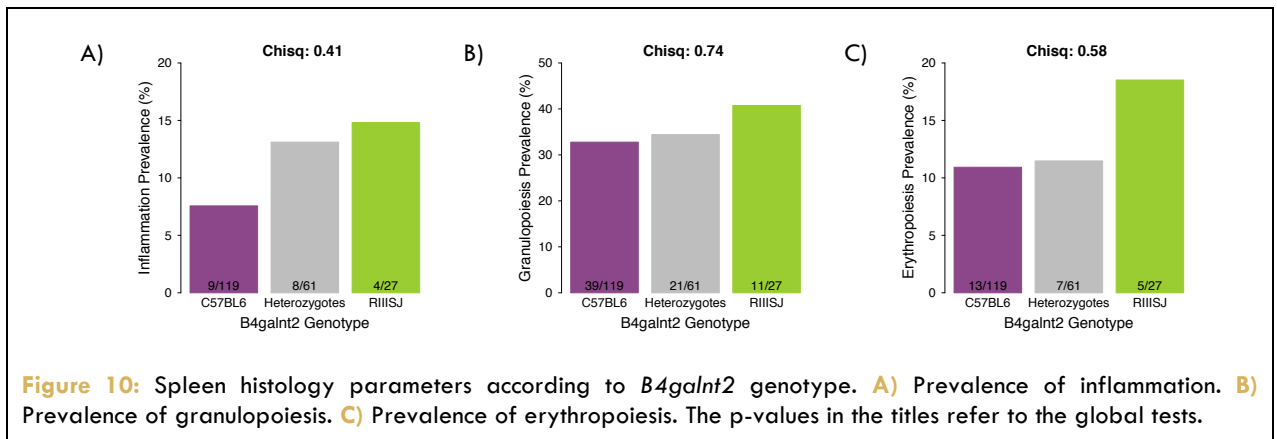 A)
Chisq: 0.41
Inflammation Prevalence (%)
20
15
10
5
0
9/119
8/61
4/27
C57BL6
Heterozygotes
RIIISJ
B4galnt2 Genotype
B)
Chisq: 0.74
Granulopoiesis Prevalence (%)
50
40
30
20
10
0
39/119
21/61
11/27
C57BL6
Heterozygotes
RIIISJ
B4galnt2 Genotype
C)
Chisq: 0.58
Erythropoiesis Prevalence (%)
20
15
10
5
0
13/119
7/61
5/27
C57BL6
Heterozygotes
RIIISJ
B4galnt2 Genotype
Figure 10: Spleen histology parameters according to B4galnt2 genotype. A) Prevalence of inflammation. B)
Prevalence of granulopoiesis. C) Prevalence of erythropoiesis. The p-values in the titles refer to the global tests.